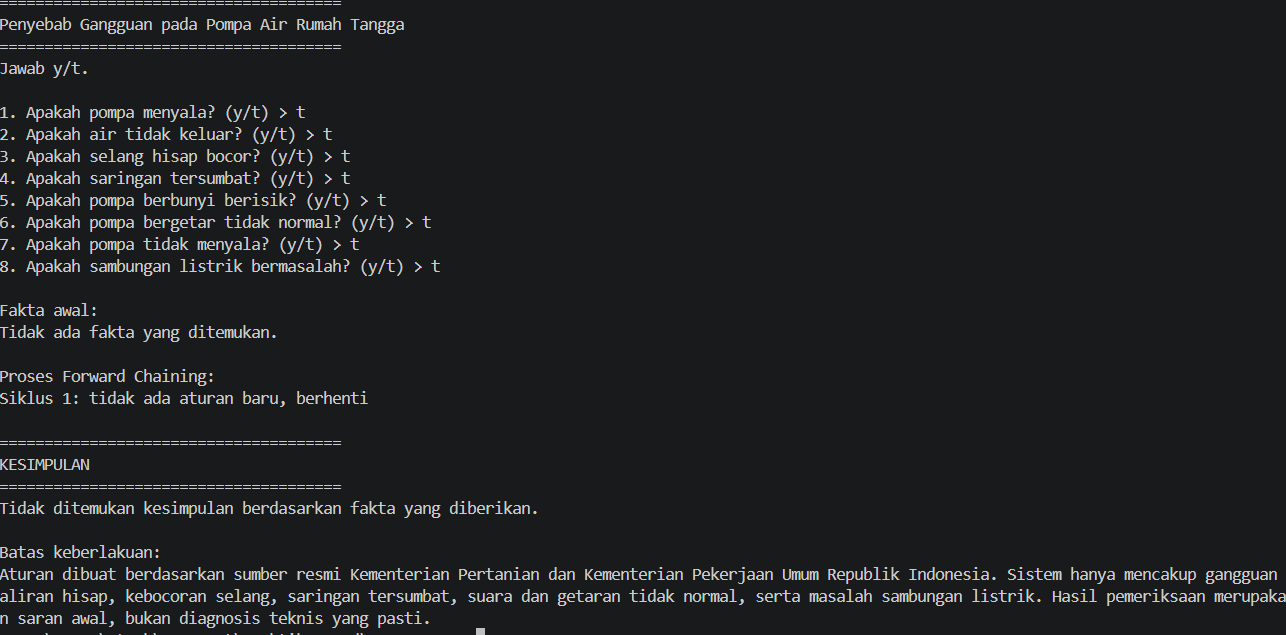 ======================================
Penyebab Gangguan pada Pompa Air Rumah Tangga
======================================
Jawab y/t.
1. Apakah pompa menyala? (y/t) > t
2. Apakah air tidak keluar? (y/t) > t
3. Apakah selang hisap bocor? (y/t) > t
4. Apakah saringan tersumbat? (y/t) > t
5. Apakah pompa berbunyi berisik? (y/t) > t
6. Apakah pompa bergetar tidak normal? (y/t) > t
7. Apakah pompa tidak menyala? (y/t) > t
8. Apakah sambungan listrik bermasalah? (y/t) > t
Fakta awal:
Tidak ada fakta yang ditemukan.
Proses Forward Chaining:
Siklus 1: tidak ada aturan baru, berhenti
======================================
KESIMPULAN
======================================
Tidak ditemukan kesimpulan berdasarkan fakta yang diberikan.
Batas keberlakuan:
Aturan dibuat berdasarkan sumber resmi Kementerian Pertanian dan Kementerian Pekerjaan Umum Republik Indonesia. Sistem hanya mencakup gangguan
aliran hisap, kebocoran selang, saringan tersumbat, suara dan getaran tidak normal, serta masalah sambungan listrik. Hasil pemeriksaan merupaka
n saran awal, bukan diagnosis teknis yang pasti.